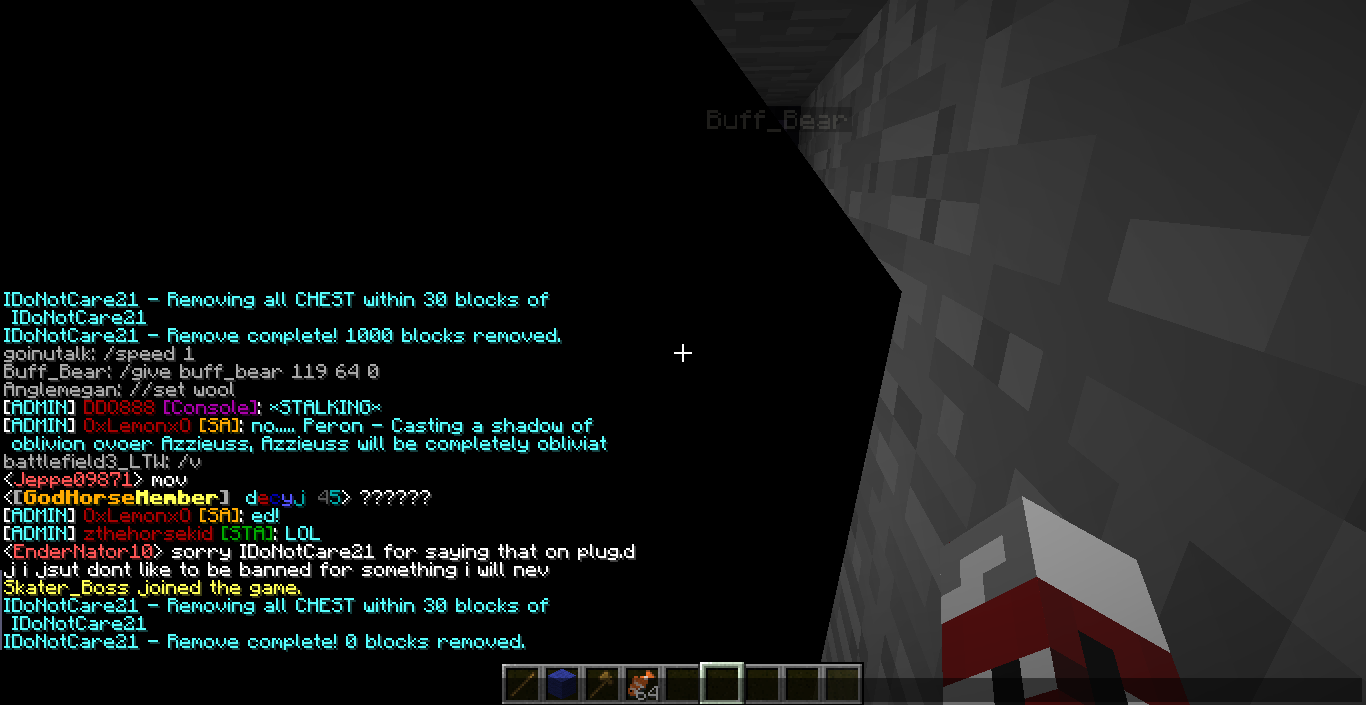 Buff_Bear
IDoNotCare21 - Removing all CHEST within 30 blocks of
IDoNotCare21
IDoNotCare21 - Remove complete! 1000 blocks removed.
goinutalk: /speed 1
Buff_Bear: /give buff_bear 119 64 0
Anglemegan: //set wool
[ADMIN] DDQ888 [Console]: *STALKING*
[ADMIN] 0xLemonx0 [SA]: no..... Peron - Casting a shadow of
oblivion ovoer Azzieuss, Azzieuss will be completely obliviat
battlefield3_LTW: /v
<Jeppe09871> mov
<[GodHorseMember] decyj 45> ??????
[ADMIN] 0xLemonx0 [SA]: ed!
[ADMIN] zthehorsekid [STA]: LOL
<EnderNator10> sorry IDoNotCare21 for saying that on plug.d
j i jsut dont like to be banned for something i will nev
Skater_Boss joined the game.
IDoNotCare21 - Removing all CHEST within 30 blocks of
IDoNotCare21
IDoNotCare21 - Remove complete! 0 blocks removed.
64